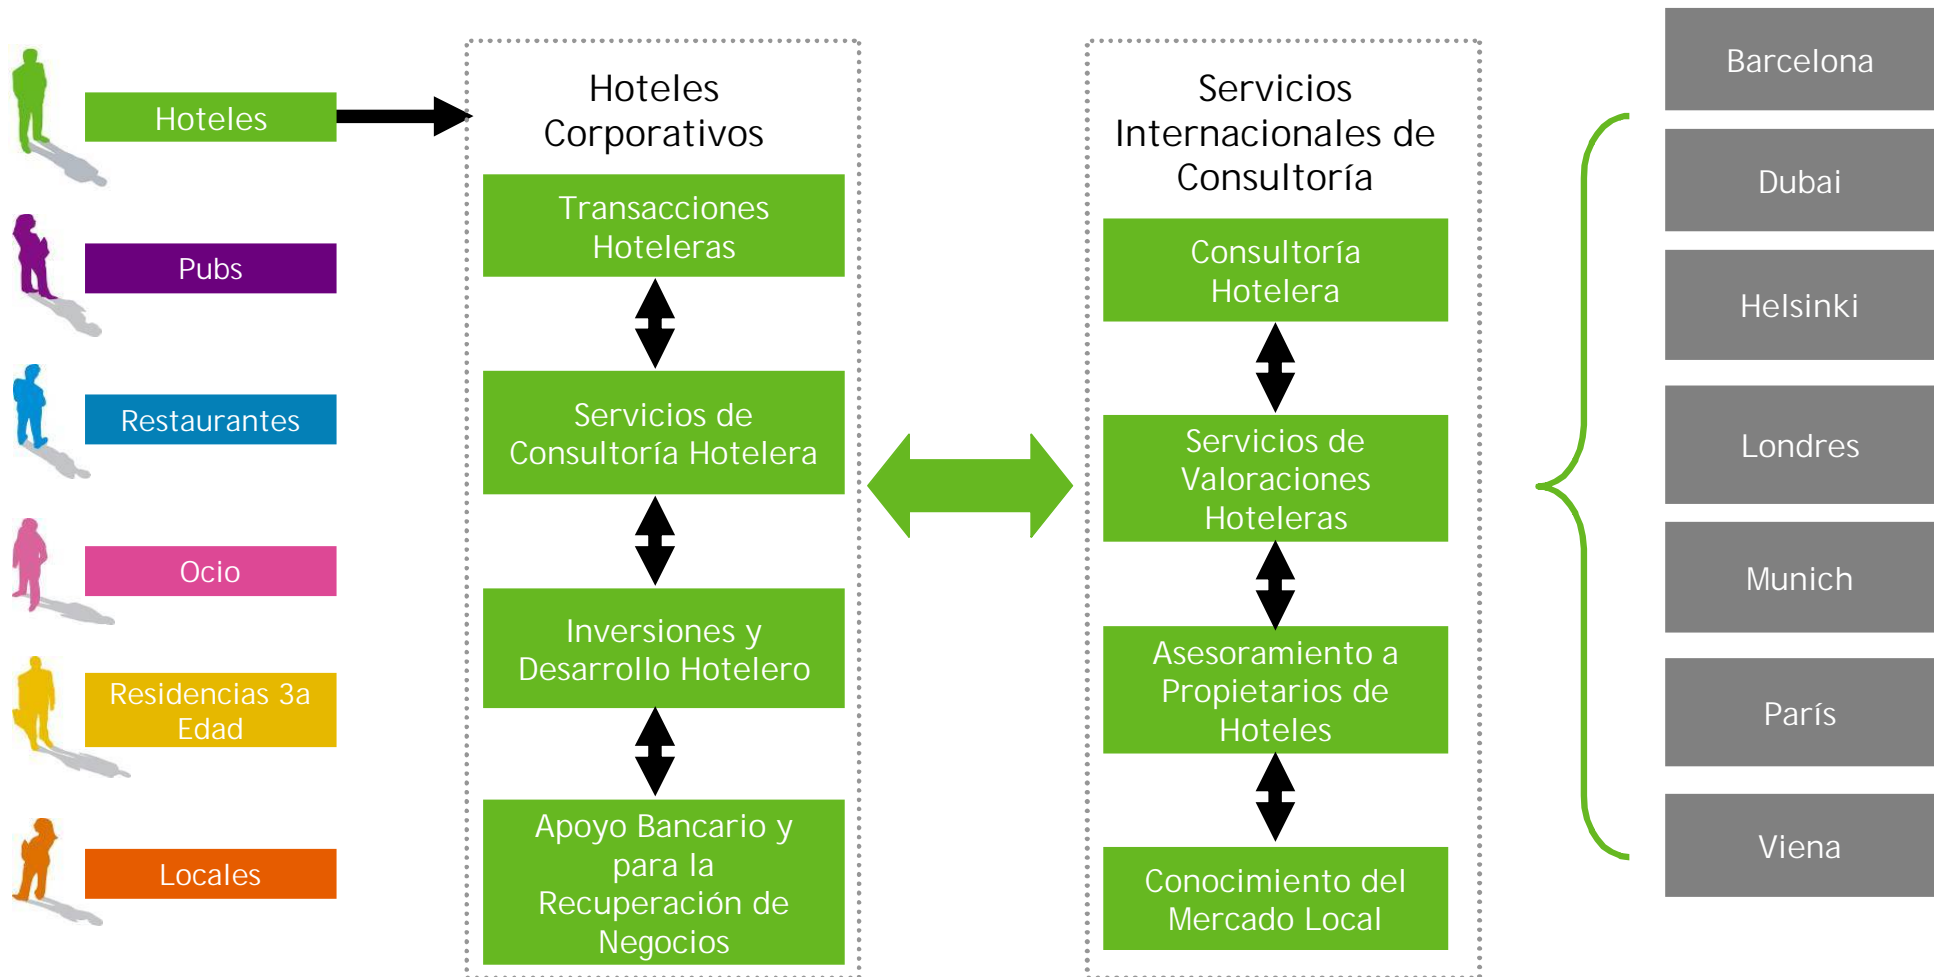 Hoteles
Pubs
Restaurantes
Ocio
Residencias 3a
Edad
Locales
Hoteles
Corporativos
Transacciones
Hoteleras
Servicios de
Consultoría Hotelera
Inversiones y
Desarrollo Hotelero
Apoyo Bancario y
para la
Recuperación de
Negocios
Servicios
Internacionales de
Consultoría
Consultoría
Hotelera
Servicios de
Valoraciones
Hoteleras
Asesoramiento a
Propietarios de
Hoteles
Conocimiento del
Mercado Local
Barcelona
Dubai
Helsinki
Londres
Munich
París
Viena